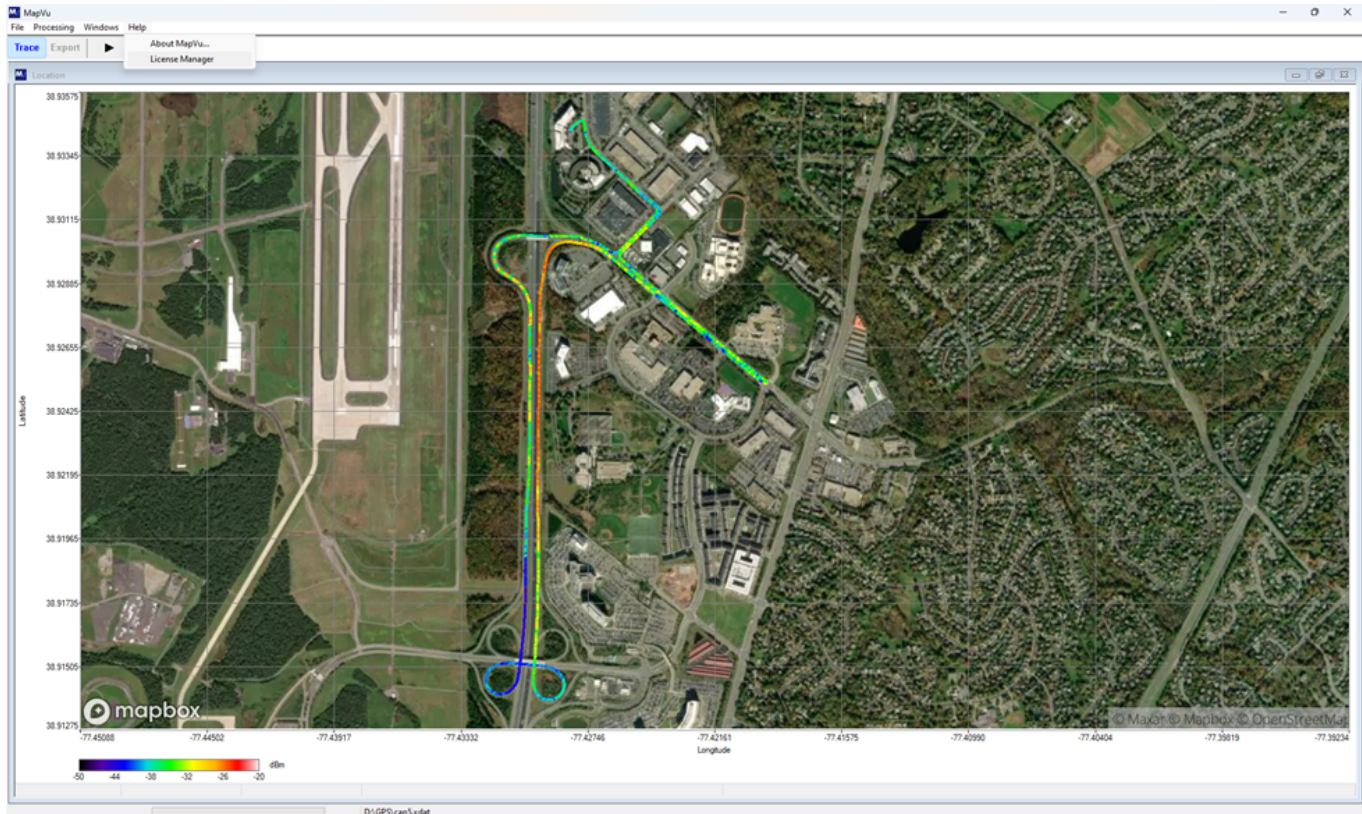 MapVu
File Processing Windows Help
Trace Export
About MapVu...
License Manager
Location
38.93575
38.93345
38.93115
38.92885
38.92655
38.92425
38.92195
38.91965
38.91735
38.91505
38.91275
Latitude
mapbox
© Maxar © Mapbox © OpenStreetMap
-77.45088 -77.44502 -77.43917 -77.43332 -77.42746 -77.42161 -77.41575 -77.40990 -77.40404 -77.39819 -77.39234
Longitude
dBm
-50 -44 -38 -32 -26 -20
D:\GPS\cap5.xdat